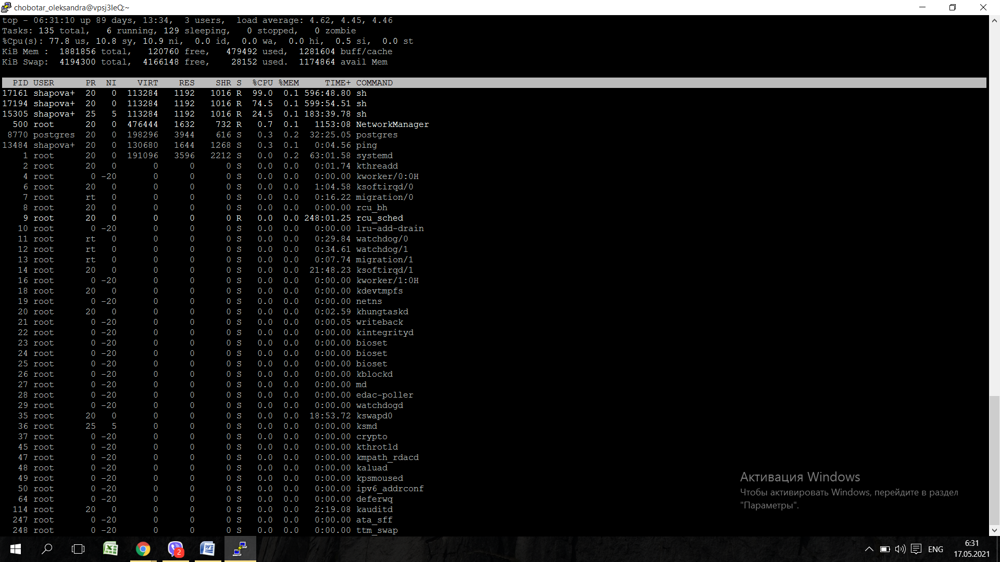 chobotar_oleksandra@vpsj3IeQ:~
top - 06:31:10 up 89 days, 13:34,  3 users,  load average: 4.62, 4.45, 4.46
Tasks: 135 total,   6 running, 129 sleeping,   0 stopped,   0 zombie
%Cpu(s): 77.8 us, 10.8 sy, 10.9 ni,  0.0 id,  0.0 wa,  0.0 hi,  0.5 si,  0.0 st
KiB Mem :  1881856 total,   120760 free,   479492 used,  1281604 buff/cache
KiB Swap:  4194300 total,  4166148 free,    28152 used.  1174864 avail Mem
  PID USER      PR  NI    VIRT    RES    SHR S  %CPU %MEM     TIME+ COMMAND
17161 shapova+  20   0  113284   1192   1016 R  99.0  0.1 596:48.80 sh
17194 shapova+  20   0  113284   1192   1016 R  74.5  0.1 599:54.51 sh
15305 shapova+  25   5  113284   1192   1016 R  24.5  0.1 183:39.78 sh
  500 root      20   0  476444   1632    732 R   0.7  0.1   1153:08 NetworkManager
 8770 postgres  20   0  198296   3944    616 S   0.3  0.2  32:25.05 postgres
13484 shapova+  20   0  130680   1644   1268 S   0.3  0.1   0:04.56 ping
    1 root      20   0  191096   3596   2212 S   0.0  0.2  63:01.58 systemd
    2 root      20   0       0      0      0 S   0.0  0.0   0:01.74 kthreadd
    4 root       0 -20       0      0      0 S   0.0  0.0   0:00.00 kworker/0:0H
    6 root      20   0       0      0      0 S   0.0  0.0   1:04.58 ksoftirqd/0
    7 root      rt   0       0      0      0 S   0.0  0.0   0:16.22 migration/0
    8 root      20   0       0      0      0 S   0.0  0.0   0:00.00 rcu_bh
    9 root      20   0       0      0      0 R   0.0  0.0 248:01.25 rcu_sched
   10 root       0 -20       0      0      0 S   0.0  0.0   0:00.00 lru-add-drain
   11 root      rt   0       0      0      0 S   0.0  0.0   0:29.84 watchdog/0
   12 root      rt   0       0      0      0 S   0.0  0.0   0:34.61 watchdog/1
   13 root      rt   0       0      0      0 S   0.0  0.0   0:07.74 migration/1
   14 root      20   0       0      0      0 S   0.0  0.0  21:48.23 ksoftirqd/1
   16 root       0 -20       0      0      0 S   0.0  0.0   0:00.00 kworker/1:0H
   18 root      20   0       0      0      0 S   0.0  0.0   0:00.00 kdevtmpfs
   19 root       0 -20       0      0      0 S   0.0  0.0   0:00.00 netns
   20 root      20   0       0      0      0 S   0.0  0.0   0:02.59 khungtaskd
   21 root       0 -20       0      0      0 S   0.0  0.0   0:00.05 writeback
   22 root       0 -20       0      0      0 S   0.0  0.0   0:00.00 kintegrityd
   23 root       0 -20       0      0      0 S   0.0  0.0   0:00.00 bioset
   24 root       0 -20       0      0      0 S   0.0  0.0   0:00.00 bioset
   25 root       0 -20       0      0      0 S   0.0  0.0   0:00.00 bioset
   26 root       0 -20       0      0      0 S   0.0  0.0   0:00.00 kblockd
   27 root       0 -20       0      0      0 S   0.0  0.0   0:00.00 md
   28 root       0 -20       0      0      0 S   0.0  0.0   0:00.00 edac-poller
   29 root       0 -20       0      0      0 S   0.0  0.0   0:00.00 watchdogd
   35 root      20   0       0      0      0 S   0.0  0.0  18:53.72 kswapd0
   36 root      25   5       0      0      0 S   0.0  0.0   0:00.00 ksmd
   37 root       0 -20       0      0      0 S   0.0  0.0   0:00.00 crypto
   45 root       0 -20       0      0      0 S   0.0  0.0   0:00.00 kthrotld
   47 root       0 -20       0      0      0 S   0.0  0.0   0:00.00 kmpath_rdacd
   48 root       0 -20       0      0      0 S   0.0  0.0   0:00.00 kaluad
   49 root       0 -20       0      0      0 S   0.0  0.0   0:00.00 kpsmoused
   50 root       0 -20       0      0      0 S   0.0  0.0   0:00.00 ipv6_addrconf
   64 root       0 -20       0      0      0 S   0.0  0.0   0:00.00 deferwq
  114 root      20   0       0      0      0 S   0.0  0.0   2:19.08 kauditd
  247 root       0 -20       0      0      0 S   0.0  0.0   0:00.00 ata_sff
  248 root       0 -20       0      0      0 S   0.0  0.0   0:00.00 ttm_swap
Активация Windows
Чтобы активировать Windows, перейдите в раздел
"Параметры".
2
ENG
6:31
17.05.2021